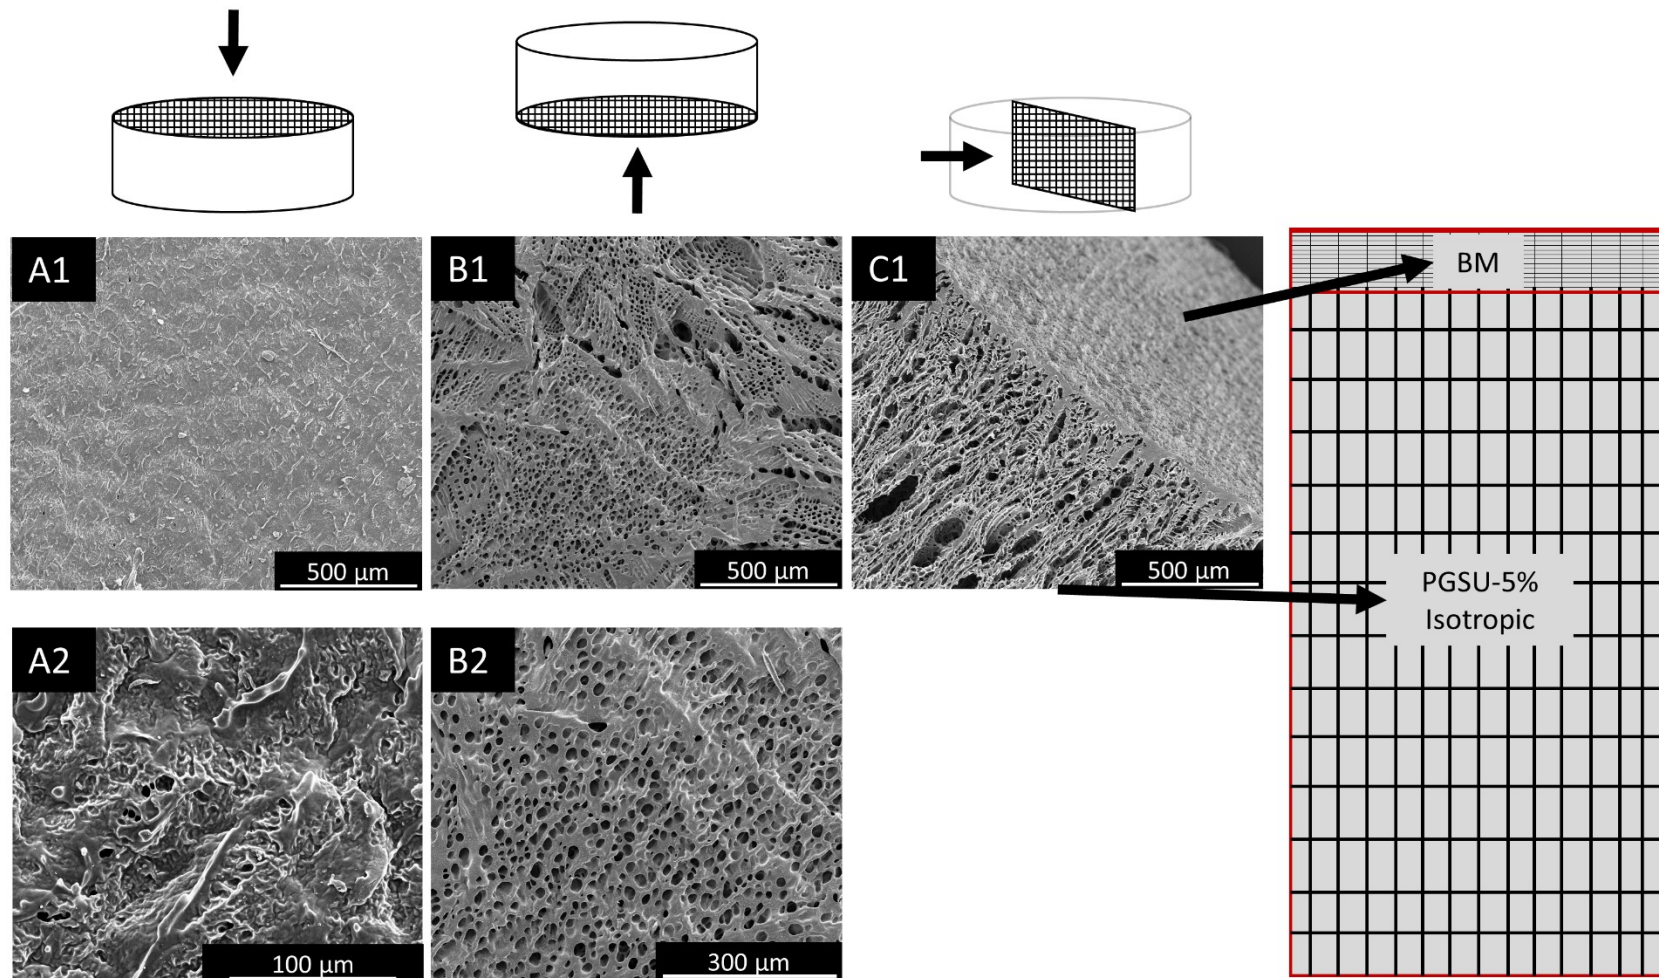 A1
500 µm
B1
500 µm
C1
500 µm
BM
PGSU-5%
Isotropic
A2
100 µm
B2
300 µm